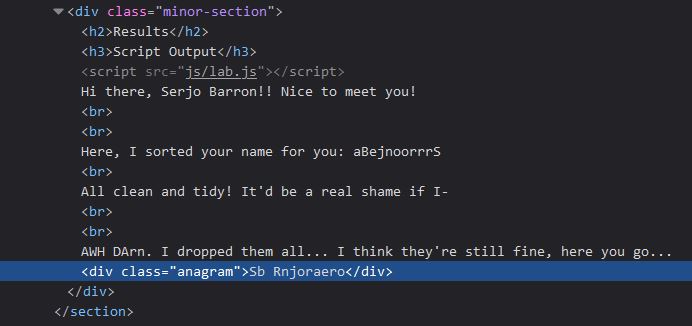 <div class="minor-section">
<h2>Results</h2>
<h3>Script Output</h3>
<script src="js/lab.js"></script>
Hi there, Serjo Barron!! Nice to meet you!
<br>
<br>
Here, I sorted your name for you: aBejnoorrrS
<br>
All clean and tidy! It'd be a real shame if I-
<br>
<br>
AWH DArn. I dropped them all... I think they're still fine, here you go...
<div class="anagram">Sb Rnjoraero</div>
</div>
</section>